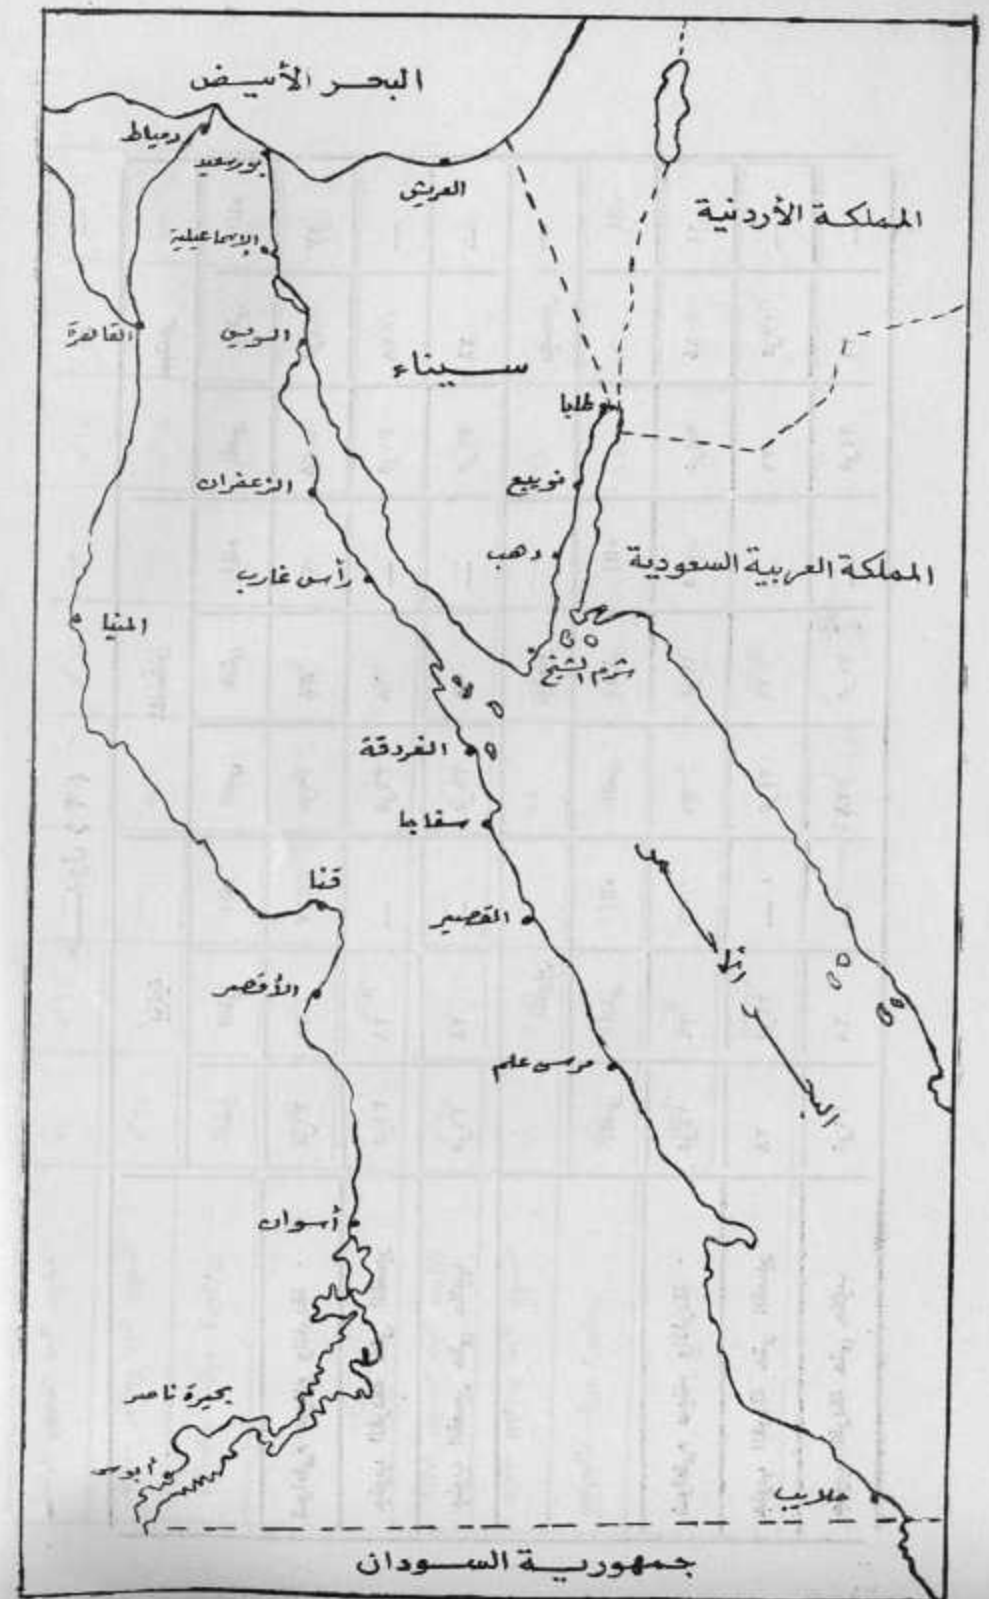 البحر الأبيض
دمياط
بورسعيد
العريش
المملكة الأردنية
الإسماعيلية
القاهرة
السويس
سيناء
طابا
نويبع
الزعفران
دهب
المملكة العربية السعودية
رأس غارب
المنيا
شرم الشيخ
الغردقة
سفاجا
قنا
القصير
البحر الأحمر
الأقصر
مرسى علم
أسوان
بحيرة ناصر
حلايب
جمهورية السودان